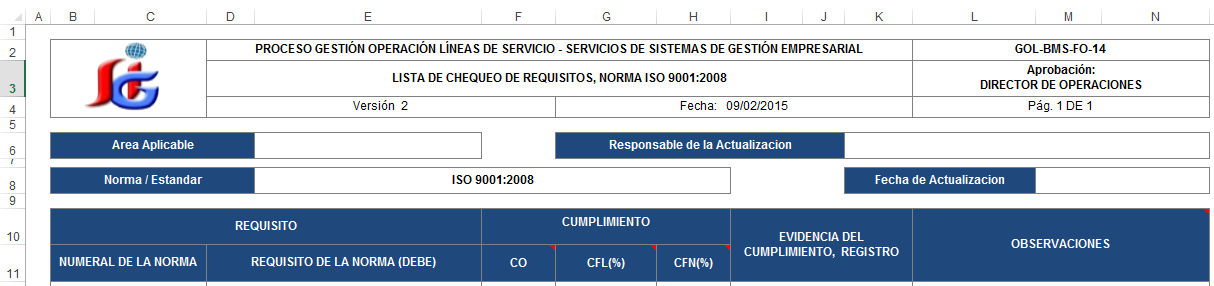 A B C D E F G H I J K L M N
1
2 PROCESO GESTIÓN OPERACIÓN LÍNEAS DE SERVICIO - SERVICIOS DE SISTEMAS DE GESTIÓN EMPRESARIAL GOL-BMS-FO-14
3 LISTA DE CHEQUEO DE REQUISITOS, NORMA ISO 9001:2008 Aprobación:
DIRECTOR DE OPERACIONES
4 Versión 2 Fecha: 09/02/2015 Pág. 1 DE 1
5
6 Area Aplicable Responsable de la Actualizacion
7
8 Norma / Estandar ISO 9001:2008 Fecha de Actualizacion
9
10 REQUISITO CUMPLIMIENTO EVIDENCIA DEL
CUMPLIMIENTO, REGISTRO OBSERVACIONES
11 NUMERAL DE LA NORMA REQUISITO DE LA NORMA (DEBE) CO CFL(%) CFN(%)